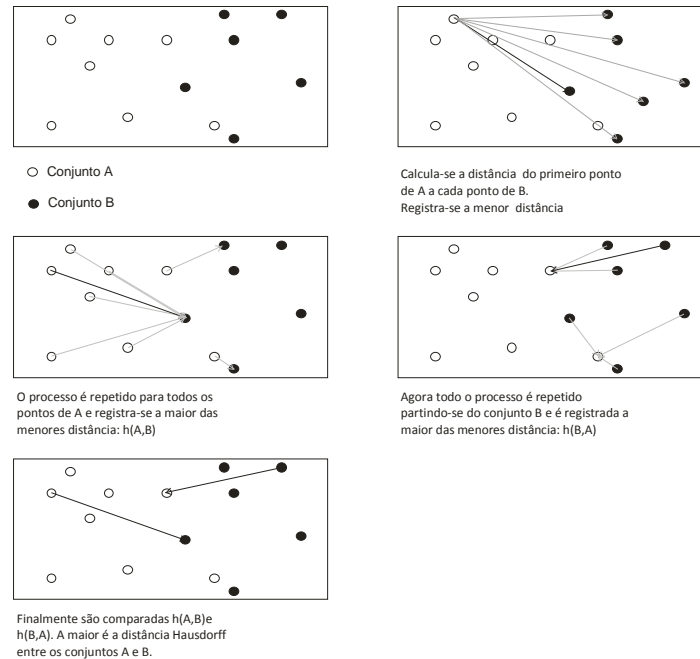 Conjunto A
Conjunto B
Calcula-se a distância do primeiro ponto
de A a cada ponto de B.
Registra-se a menor distância
O processo é repetido para todos os
pontos de A e registra-se a maior das
menores distância: h(A,B)
Agora todo o processo é repetido
partindo-se do conjunto B e é registrada a
maior das menores distância: h(B,A)
Finalmente são comparadas h(A,B)e
h(B,A). A maior é a distância Hausdorff
entre os conjuntos A e B.